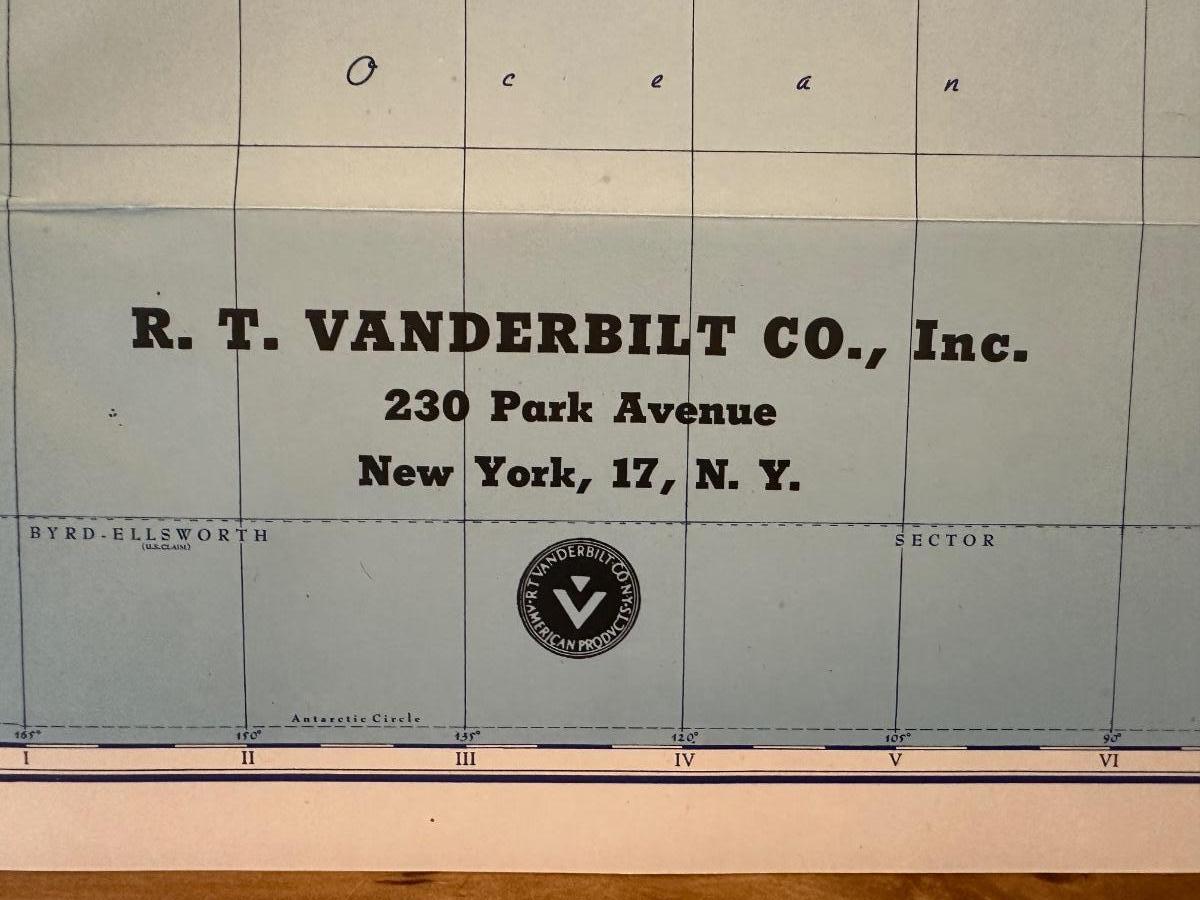 O c e a n
R. T. VANDERBILT CO., Inc.
230 Park Avenue
New York, 17, N. Y.
BYRD-ELLSWORTH SECTOR
(U.S. CLAIM)
R·T·VANDERBILT·CO·N·Y·S·
AMERICAN PRODVCTS
Antarctic Circle
165° 150° 135° 120° 105° 90°
I II III IV V VI